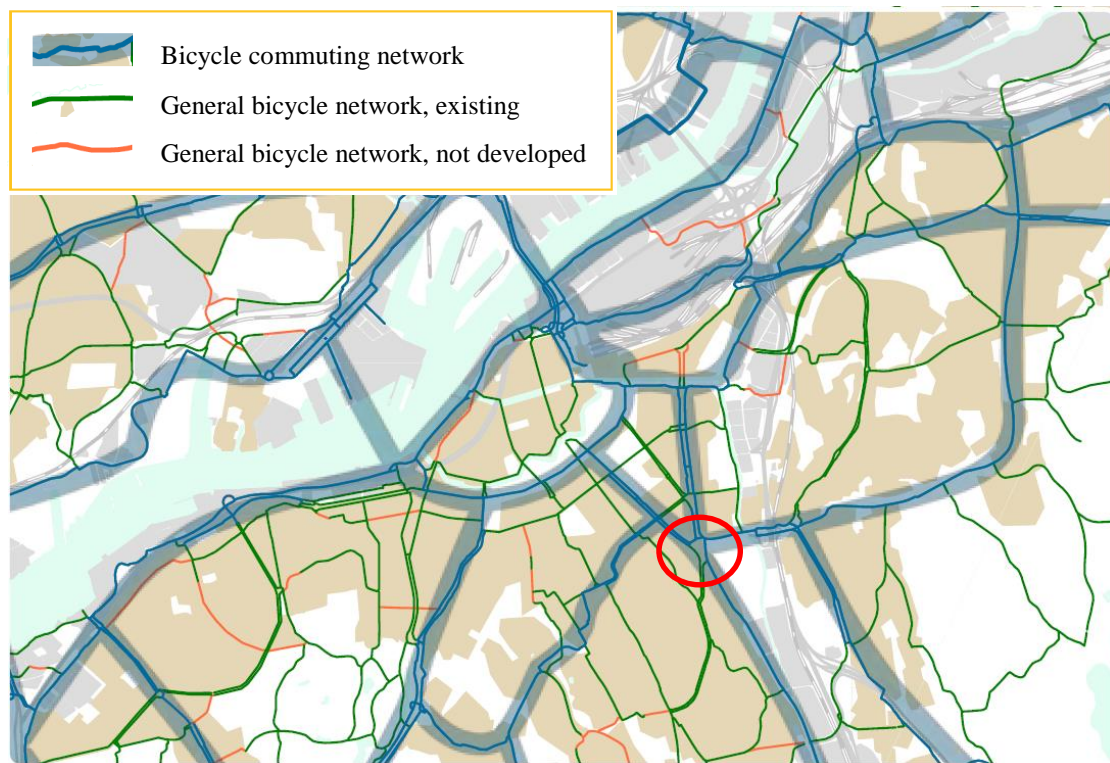 Bicycle commuting network
General bicycle network, existing
General bicycle network, not developed